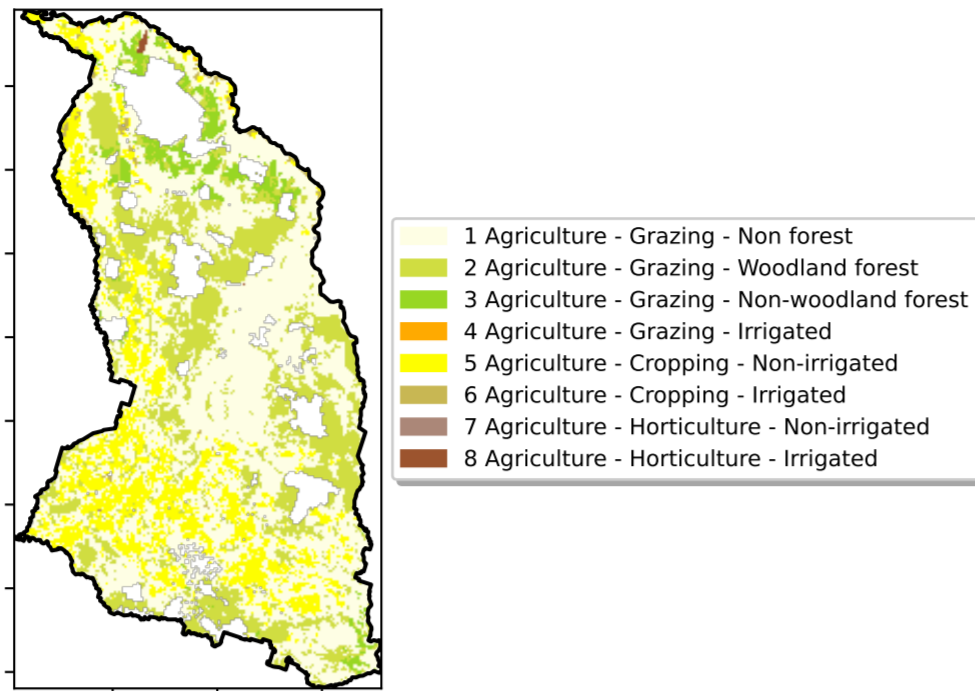 1 Agriculture - Grazing - Non forest
2 Agriculture - Grazing - Woodland forest
3 Agriculture - Grazing - Non-woodland forest
4 Agriculture - Grazing - Irrigated
5 Agriculture - Cropping - Non-irrigated
6 Agriculture - Cropping - Irrigated
7 Agriculture - Horticulture - Non-irrigated
8 Agriculture - Horticulture - Irrigated